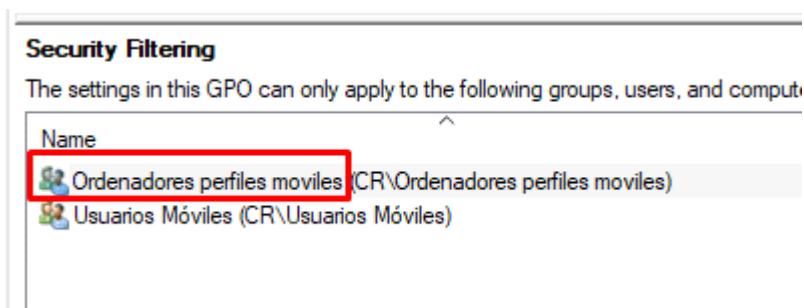 Security Filtering
The settings in this GPO can only apply to the following groups, users, and
Name
Ordenadores perfiles moviles (CR\Ordenadores perfiles moviles)
Usuarios Móviles (CR\Usuarios Móviles)